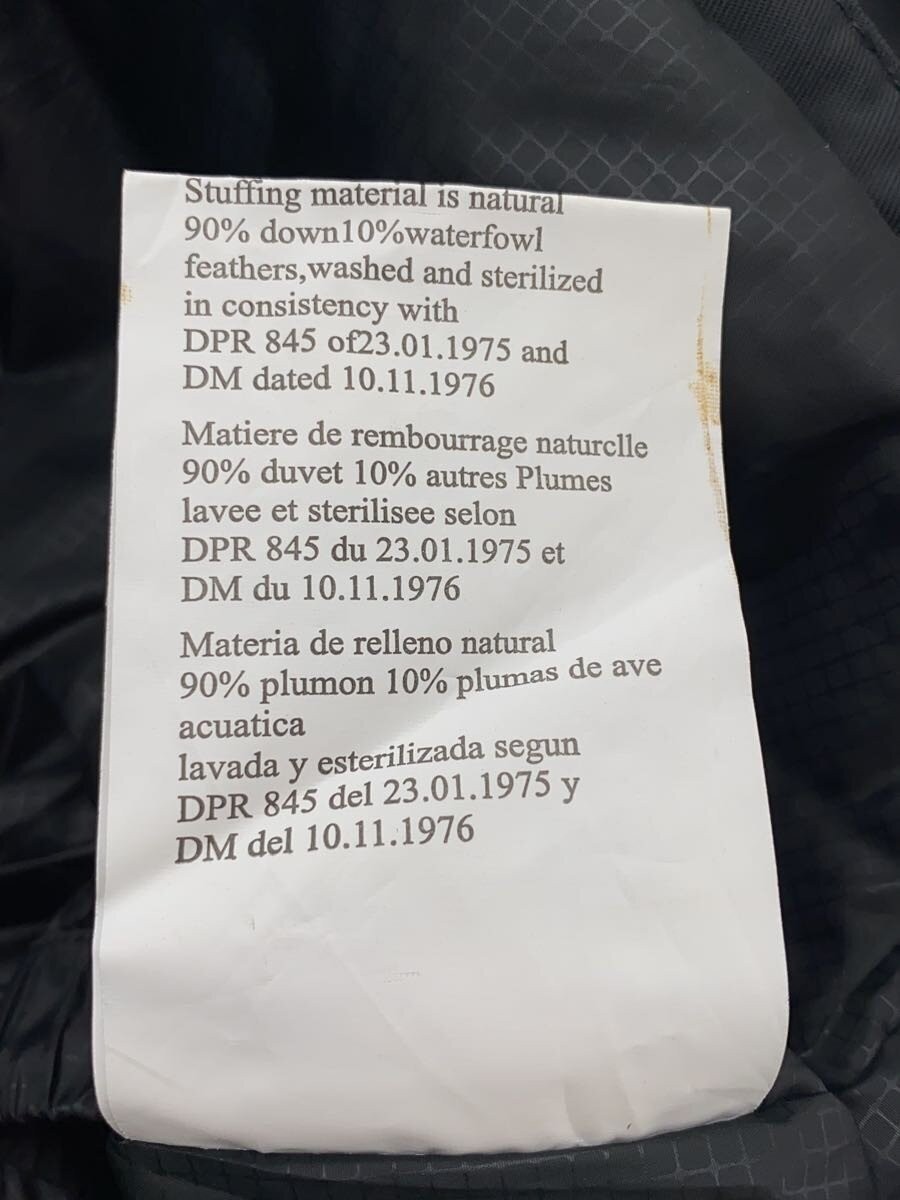 Stuffing material is natural
90% down10%waterfowl
feathers,washed and sterilized
in consistency with
DPR 845 of23.01.1975 and
DM dated 10.11.1976
Matiere de rembourrage naturclle
90% duvet 10% autres Plumes
lavee et sterilisee selon
DPR 845 du 23.01.1975 et
DM du 10.11.1976
Materia de relleno natural
90% plumon 10% plumas de ave
acuatica
lavada y esterilizada segun
DPR 845 del 23.01.1975 y
DM del 10.11.1976